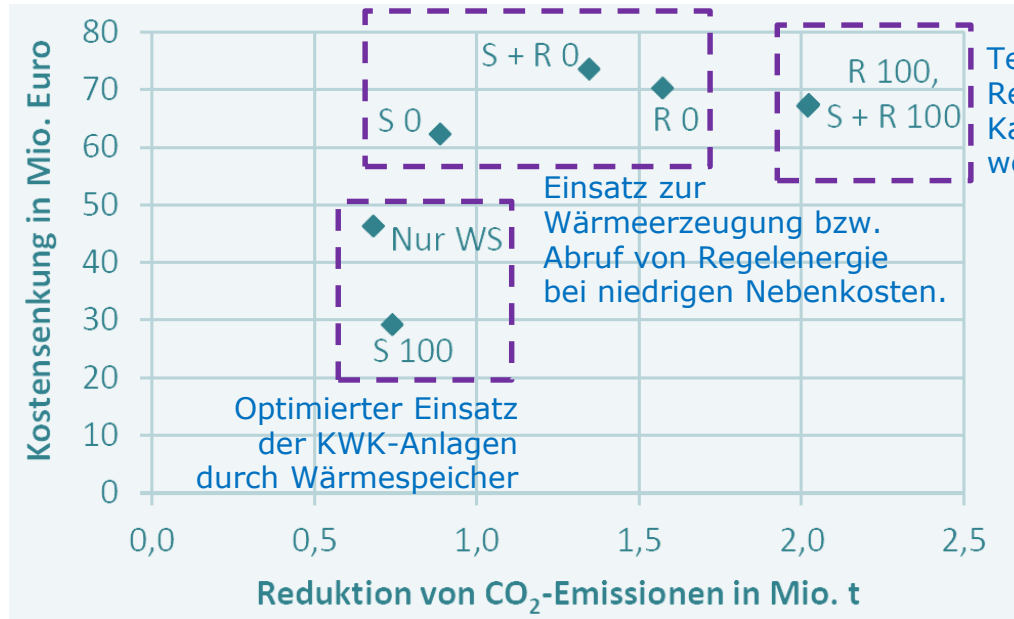 Kostensenkung in Mio. Euro
80
70
60
50
40
30
20
10
0
S + R 0
R 0
S 0
R 100,
S + R 100
Nur WS
S 100
Einsatz zur
Wärmeerzeugung bzw.
Abruf von Regelenergie
bei niedrigen Nebenkosten.
Optimierter Einsatz
der KWK-Anlagen
durch Wärmespeicher
0,0
0,5
1,0
1,5
2,0
2,5
Reduktion von CO₂-Emissionen in Mio. t